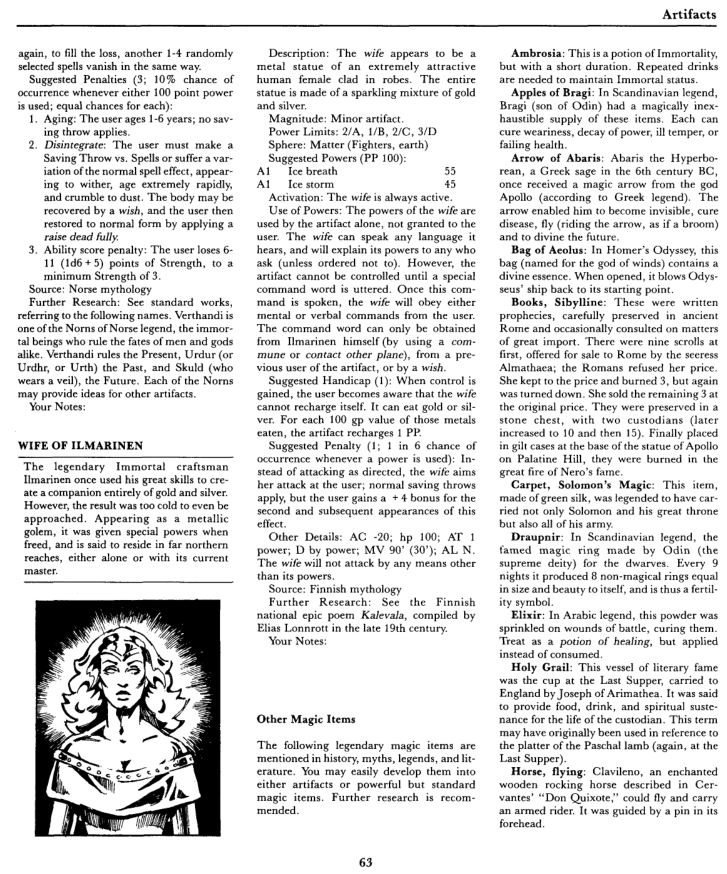 Artifacts
again, to fill the loss, another 1-4 randomly
selected spells vanish in the same way.
Suggested Penalties (3; 10% chance of
occurrence whenever either 100 point power
is used; equal chances for each):
1. Aging: The user ages 1-6 years; no sav-
ing throw applies.
2. Disintegrate: The user must make a
Saving Throw vs. Spells or suffer a var-
iation of the normal spell effect, appear-
ing to wither, age extremely rapidly,
and crumble to dust. The body may be
recovered by a wish, and the user then
restored to normal form by applying a
raise dead fully.
3. Ability score penalty: The user loses 6-
11 (1d6 + 5) points of Strength, to a
minimum Strength of 3.
Source: Norse mythology
Further Research: See standard works,
referring to the following names. Verthandi is
one of the Norns of Norse legend, the immor-
tal beings who rule the fates of men and gods
alike. Verthandi rules the Present, Urdur (or
Urdhr, or Urth) the Past, and Skuld (who
wears a veil), the Future. Each of the Norns
may provide ideas for other artifacts.
Your Notes:
WIFE OF ILMARINEN
The legendary Immortal craftsman
Ilmarinen once used his great skills to cre-
ate a companion entirely of gold and silver.
However, the result was too cold to even be
approached. Appearing as a metallic
golem, it was given special powers when
freed, and is said to reside in far northern
reaches, either alone or with its current
master.
Description: The wife appears to be a
metal statue of an extremely attractive
human female clad in robes. The entire
statue is made of a sparkling mixture of gold
and silver.
Magnitude: Minor artifact.
Power Limits: 2/A, 1/B, 2/C, 3/D
Sphere: Matter (Fighters, earth)
Suggested Powers (PP 100):
A1 Ice breath 55
A1 Ice storm 45
Activation: The wife is always active.
Use of Powers: The powers of the wife are
used by the artifact alone, not granted to the
user. The wife can speak any language it
hears, and will explain its powers to any who
ask (unless ordered not to). However, the
artifact cannot be controlled until a special
command word is uttered. Once this com-
mand is spoken, the wife will obey either
mental or verbal commands from the user.
The command word can only be obtained
from Ilmarinen himself (by using a com-
mune or contact other plane), from a pre-
vious user of the artifact, or by a wish.
Suggested Handicap (1): When control is
gained, the user becomes aware that the wife
cannot recharge itself. It can eat gold or sil-
ver. For each 100 gp value of those metals
eaten, the artifact recharges 1 PP.
Suggested Penalty (1; 1 in 6 chance of
occurrence whenever a power is used): In-
stead of attacking as directed, the wife aims
her attack at the user; normal saving throws
apply, but the user gains a + 4 bonus for the
second and subsequent appearances of this
effect.
Other Details: AC -20; hp 100; AT 1
power; D by power; MV 90' (30'); AL N.
The wife will not attack by any means other
than its powers.
Source: Finnish mythology
Further Research: See the Finnish
national epic poem Kalevala, compiled by
Elias Lonnrott in the late 19th century.
Your Notes:
Other Magic Items
The following legendary magic items are
mentioned in history, myths, legends, and lit-
erature. You may easily develop them into
either artifacts or powerful but standard
magic items. Further research is recom-
mended.
Ambrosia: This is a potion of Immortality,
but with a short duration. Repeated drinks
are needed to maintain Immortal status.
Apples of Bragi: In Scandinavian legend,
Bragi (son of Odin) had a magically inex-
haustible supply of these items. Each can
cure weariness, decay of power, ill temper, or
failing health.
Arrow of Abaris: Abaris the Hyperbo-
rean, a Greek sage in the 6th century BC,
once received a magic arrow from the god
Apollo (according to Greek legend). The
arrow enabled him to become invisible, cure
disease, fly (riding the arrow, as if a broom)
and to divine the future.
Bag of Aeolus: In Homer's Odyssey, this
bag (named for the god of winds) contains a
divine essence. When opened, it blows Odys-
seus' ship back to its starting point.
Books, Sibylline: These were written
prophecies, carefully preserved in ancient
Rome and occasionally consulted on matters
of great import. There were nine scrolls at
first, offered for sale to Rome by the seeress
Almathaea; the Romans refused her price.
She kept to the price and burned 3, but again
was turned down. She sold the remaining 3 at
the original price. They were preserved in a
stone chest, with two custodians (later
increased to 10 and then 15). Finally placed
in gilt cases at the base of the statue of Apollo
on Palatine Hill, they were burned in the
great fire of Nero's fame.
Carpet, Solomon's Magic: This item,
made of green silk, was legended to have car-
ried not only Solomon and his great throne
but also all of his army.
Draupnir: In Scandinavian legend, the
famed magic ring made by Odin (the
supreme deity) for the dwarves. Every 9
nights it produced 8 non-magical rings equal
in size and beauty to itself, and is thus a fertil-
ity symbol.
Elixir: In Arabic legend, this powder was
sprinkled on wounds of battle, curing them.
Treat as a potion of healing, but applied
instead of consumed.
Holy Grail: This vessel of literary fame
was the cup at the Last Supper, carried to
England by Joseph of Arimathea. It was said
to provide food, drink, and spiritual suste-
nance for the life of the custodian. This term
may have originally been used in reference to
the platter of the Paschal lamb (again, at the
Last Supper).
Horse, flying: Clavileno, an enchanted
wooden rocking horse described in Cer-
vantes' "Don Quixote," could fly and carry
an armed rider. It was guided by a pin in its
forehead.
63